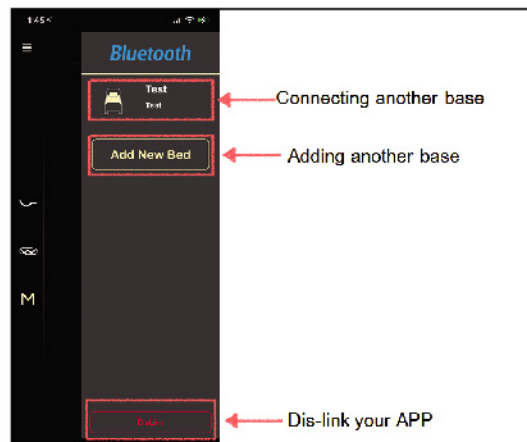 1:45
Bluetooth
Test
Test
Connecting another base
Add New Bed
Adding another base
M
Dis-link your APP